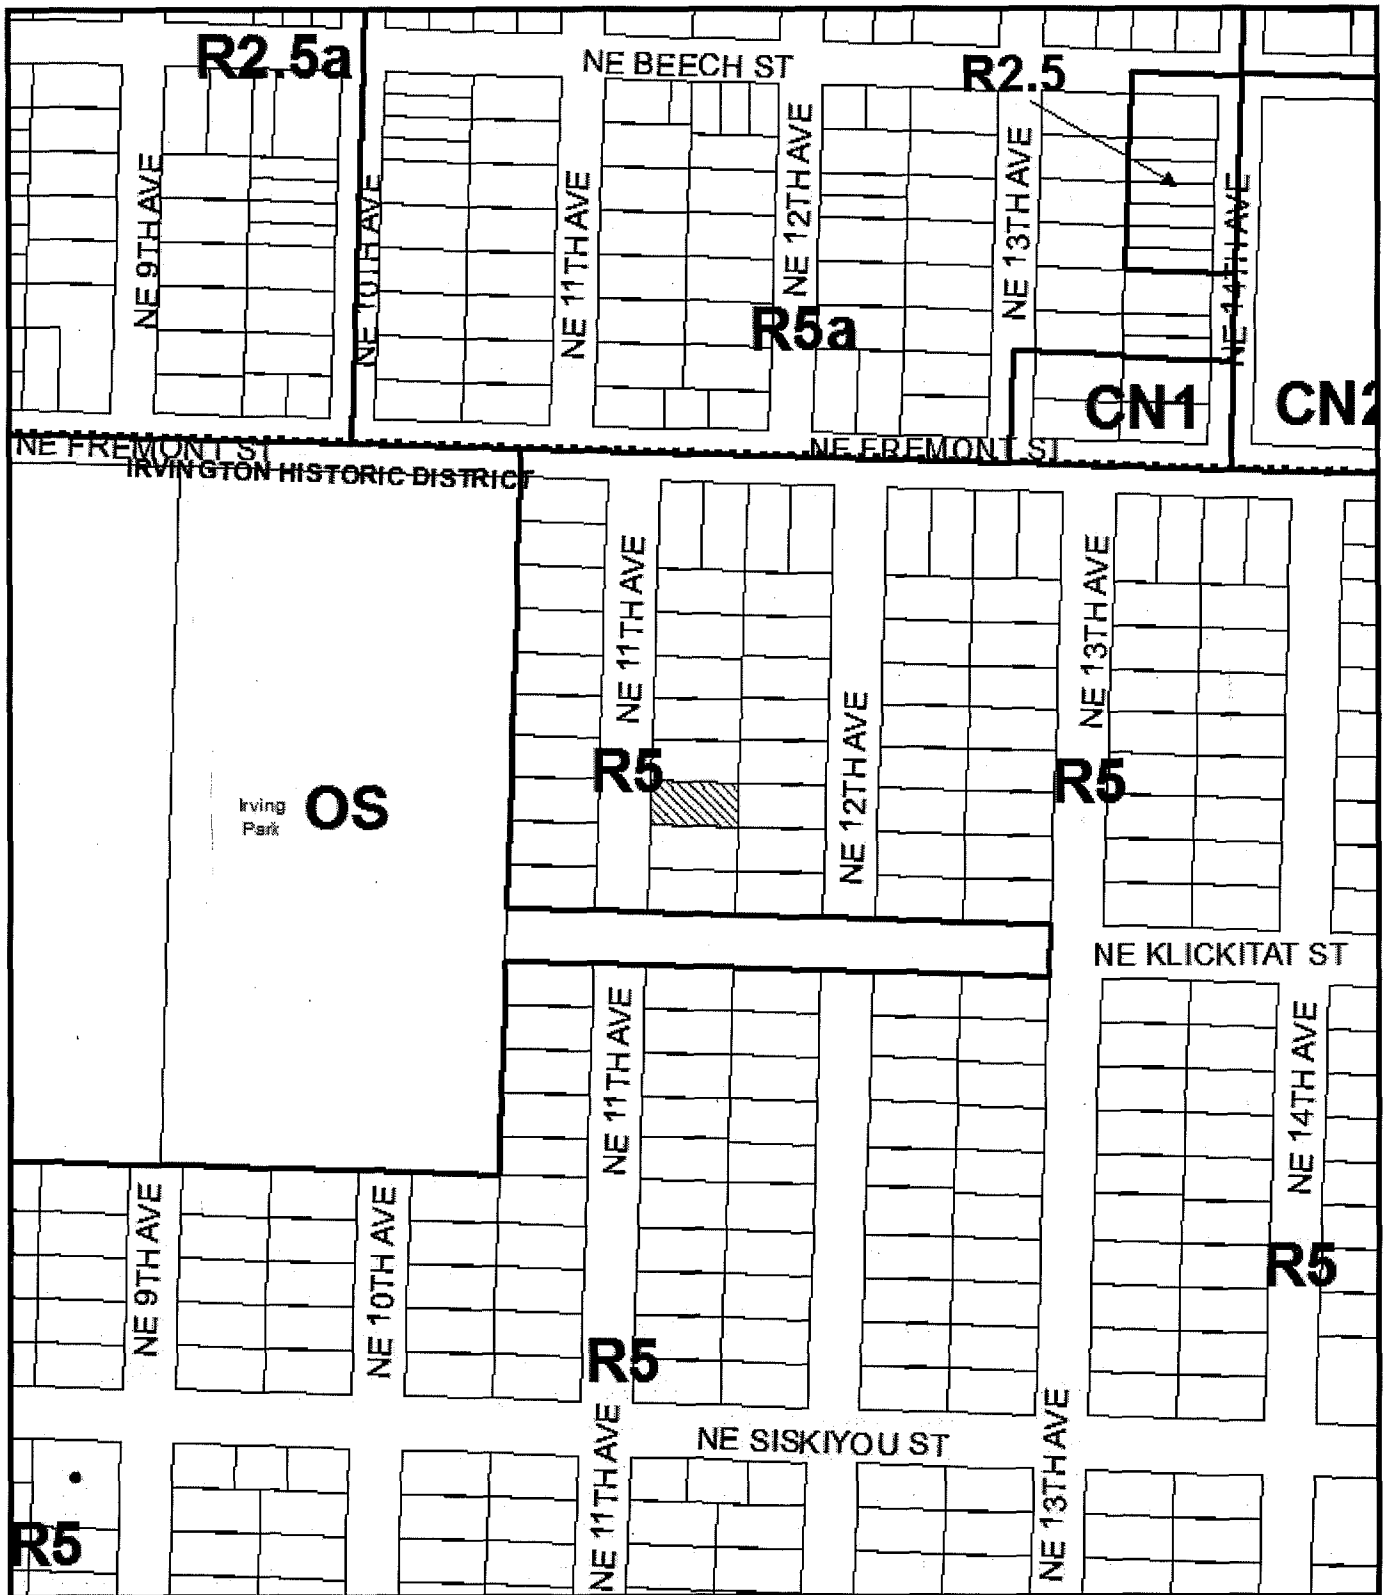 R2.5a
NE BEECH ST
R2.5
NE 9TH AVE
NE 10TH AVE
NE 11TH AVE
NE 12TH AVE
NE 13TH AVE
NE 14TH AVE
R5a
CN1
CN2
NE FREMONT ST
NE FREMONT ST
IRVINGTON HISTORIC DISTRICT
NE 11TH AVE
NE 13TH AVE
NE 12TH AVE
R5
R5
Irving
Park
OS
NE KLICKITAT ST
NE 11TH AVE
NE 14TH AVE
NE 9TH AVE
NE 10TH AVE
R5
R5
NE SISKIYOU ST
NE 11TH AVE
NE 13TH AVE
R5